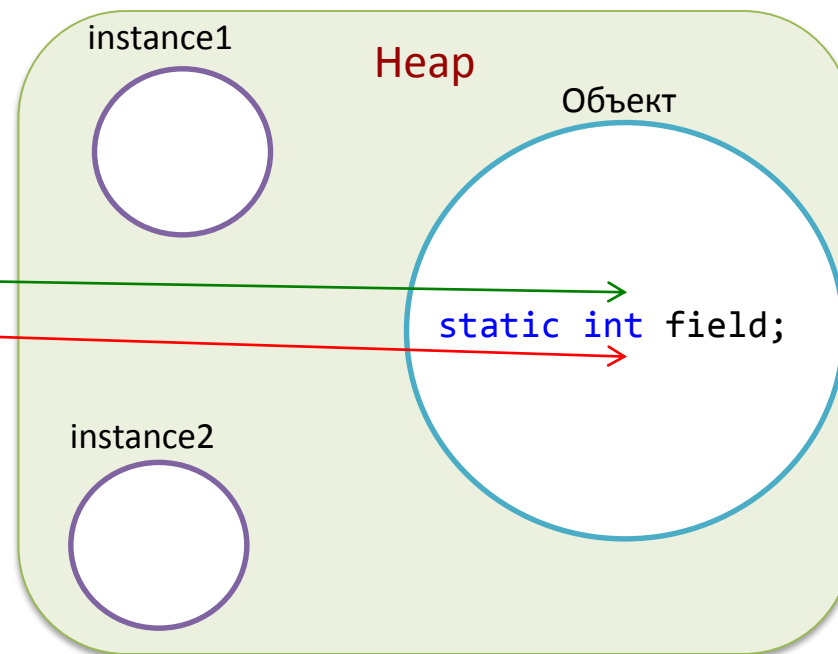 instance1
Heap
Объект
static int field;
instance2